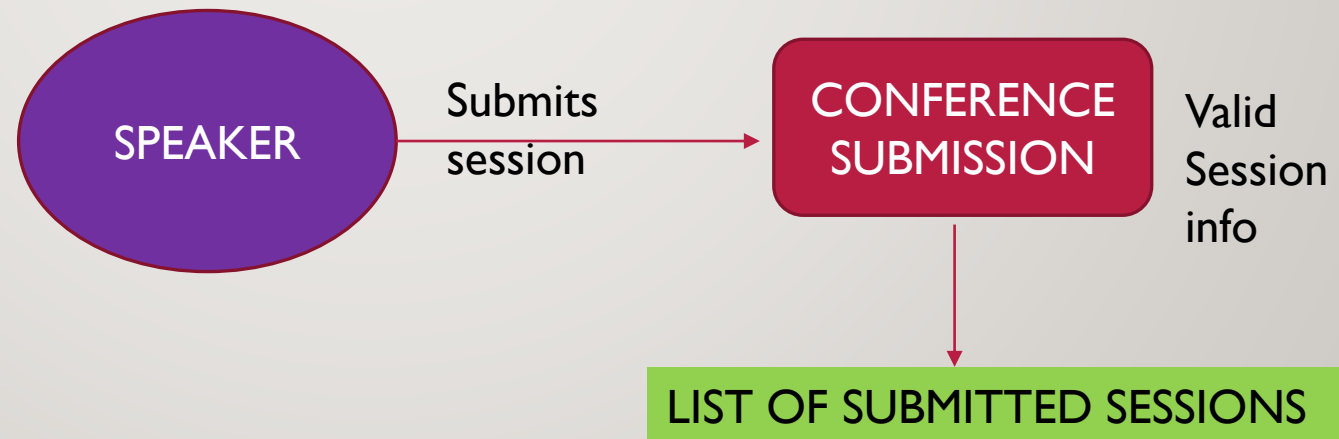 SPEAKER
Submits
session
CONFERENCE
SUBMISSION
Valid
Session
info
LIST OF SUBMITTED SESSIONS